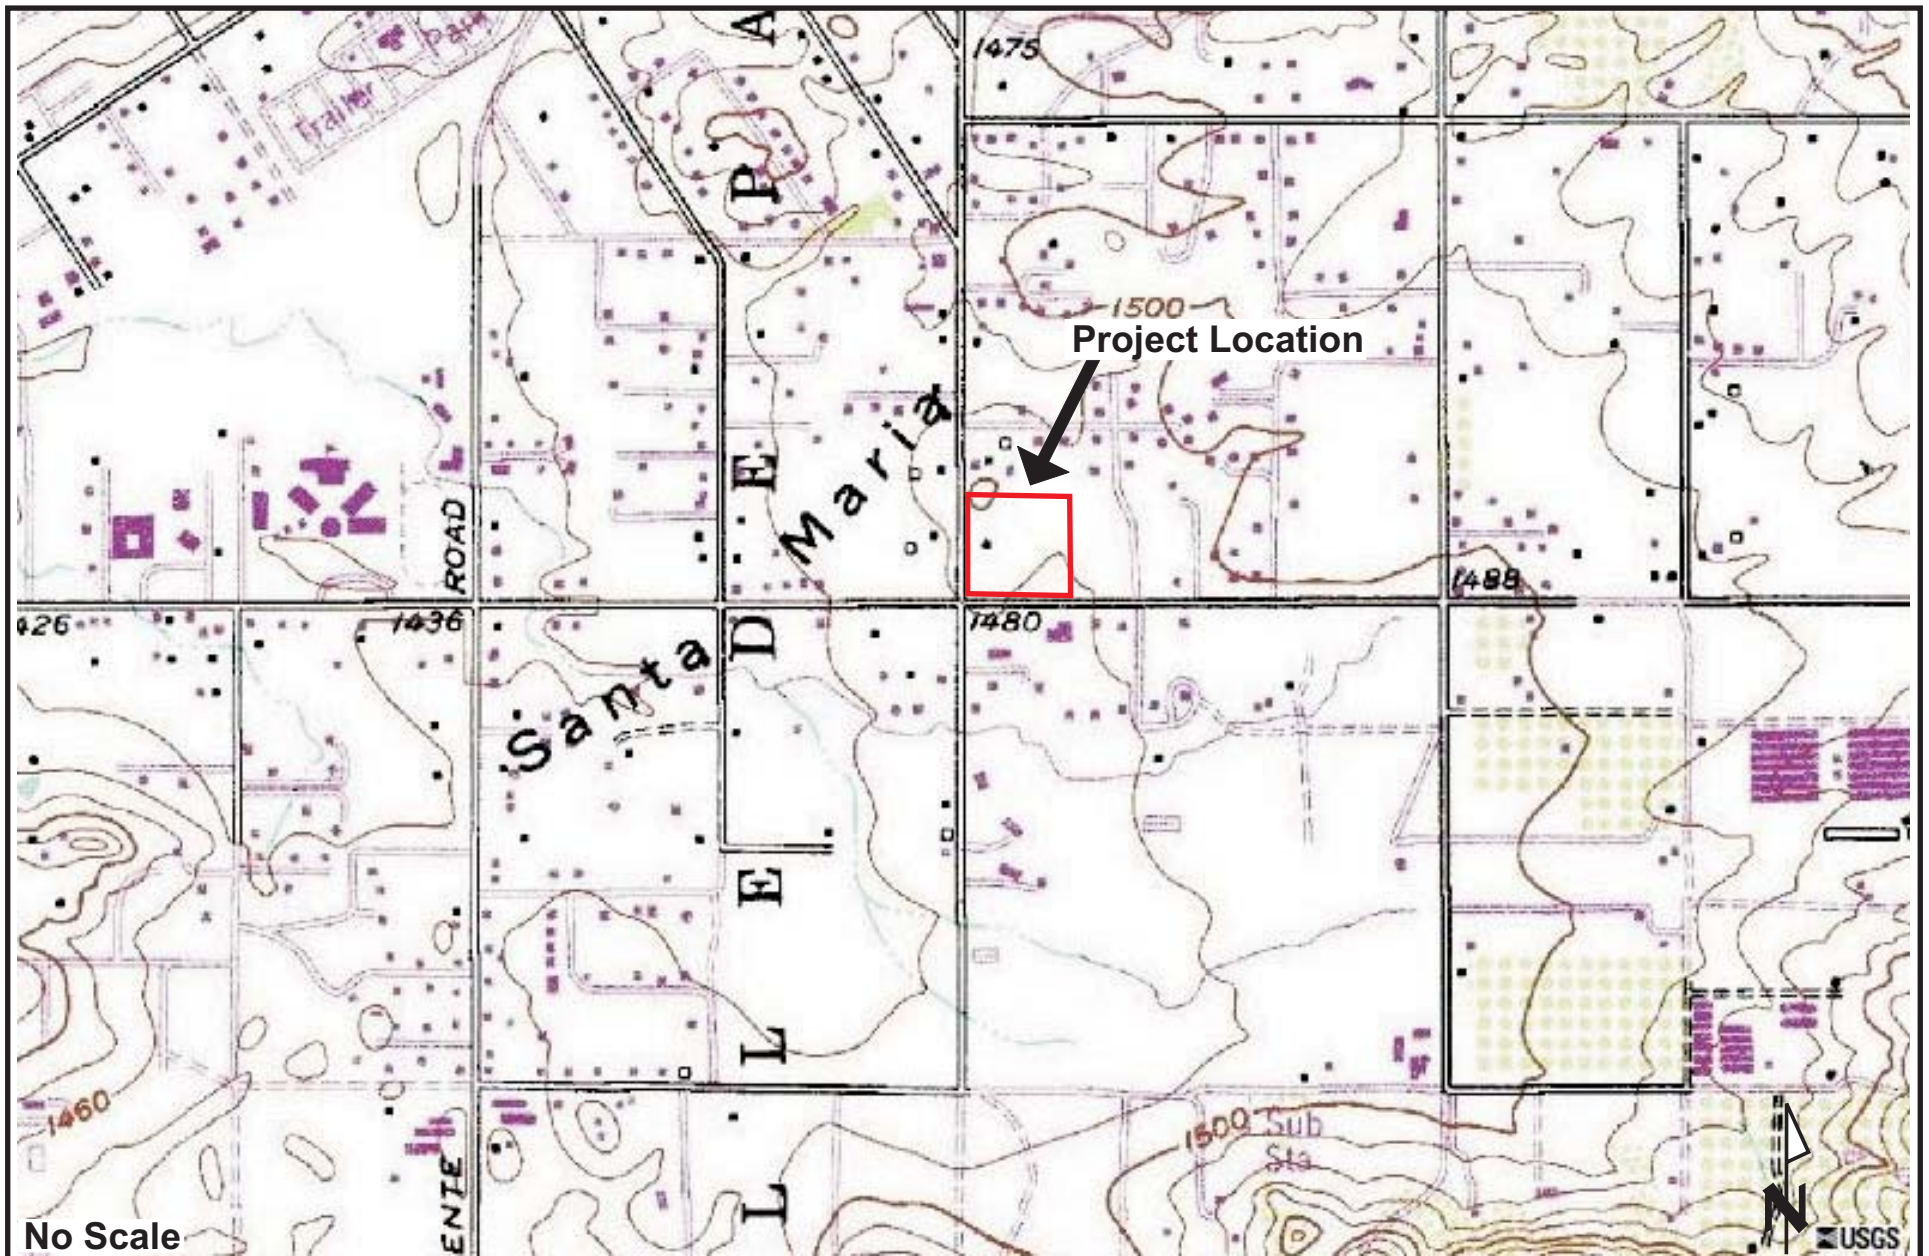 Park
Trailer
A
P
1475
1500
Project Location
Maria
E
ROAD
1488
426
1436
1480
D
Santa
E
L
1460
1500
Sub
Sta
ENTE
L
N
No Scale
USGS